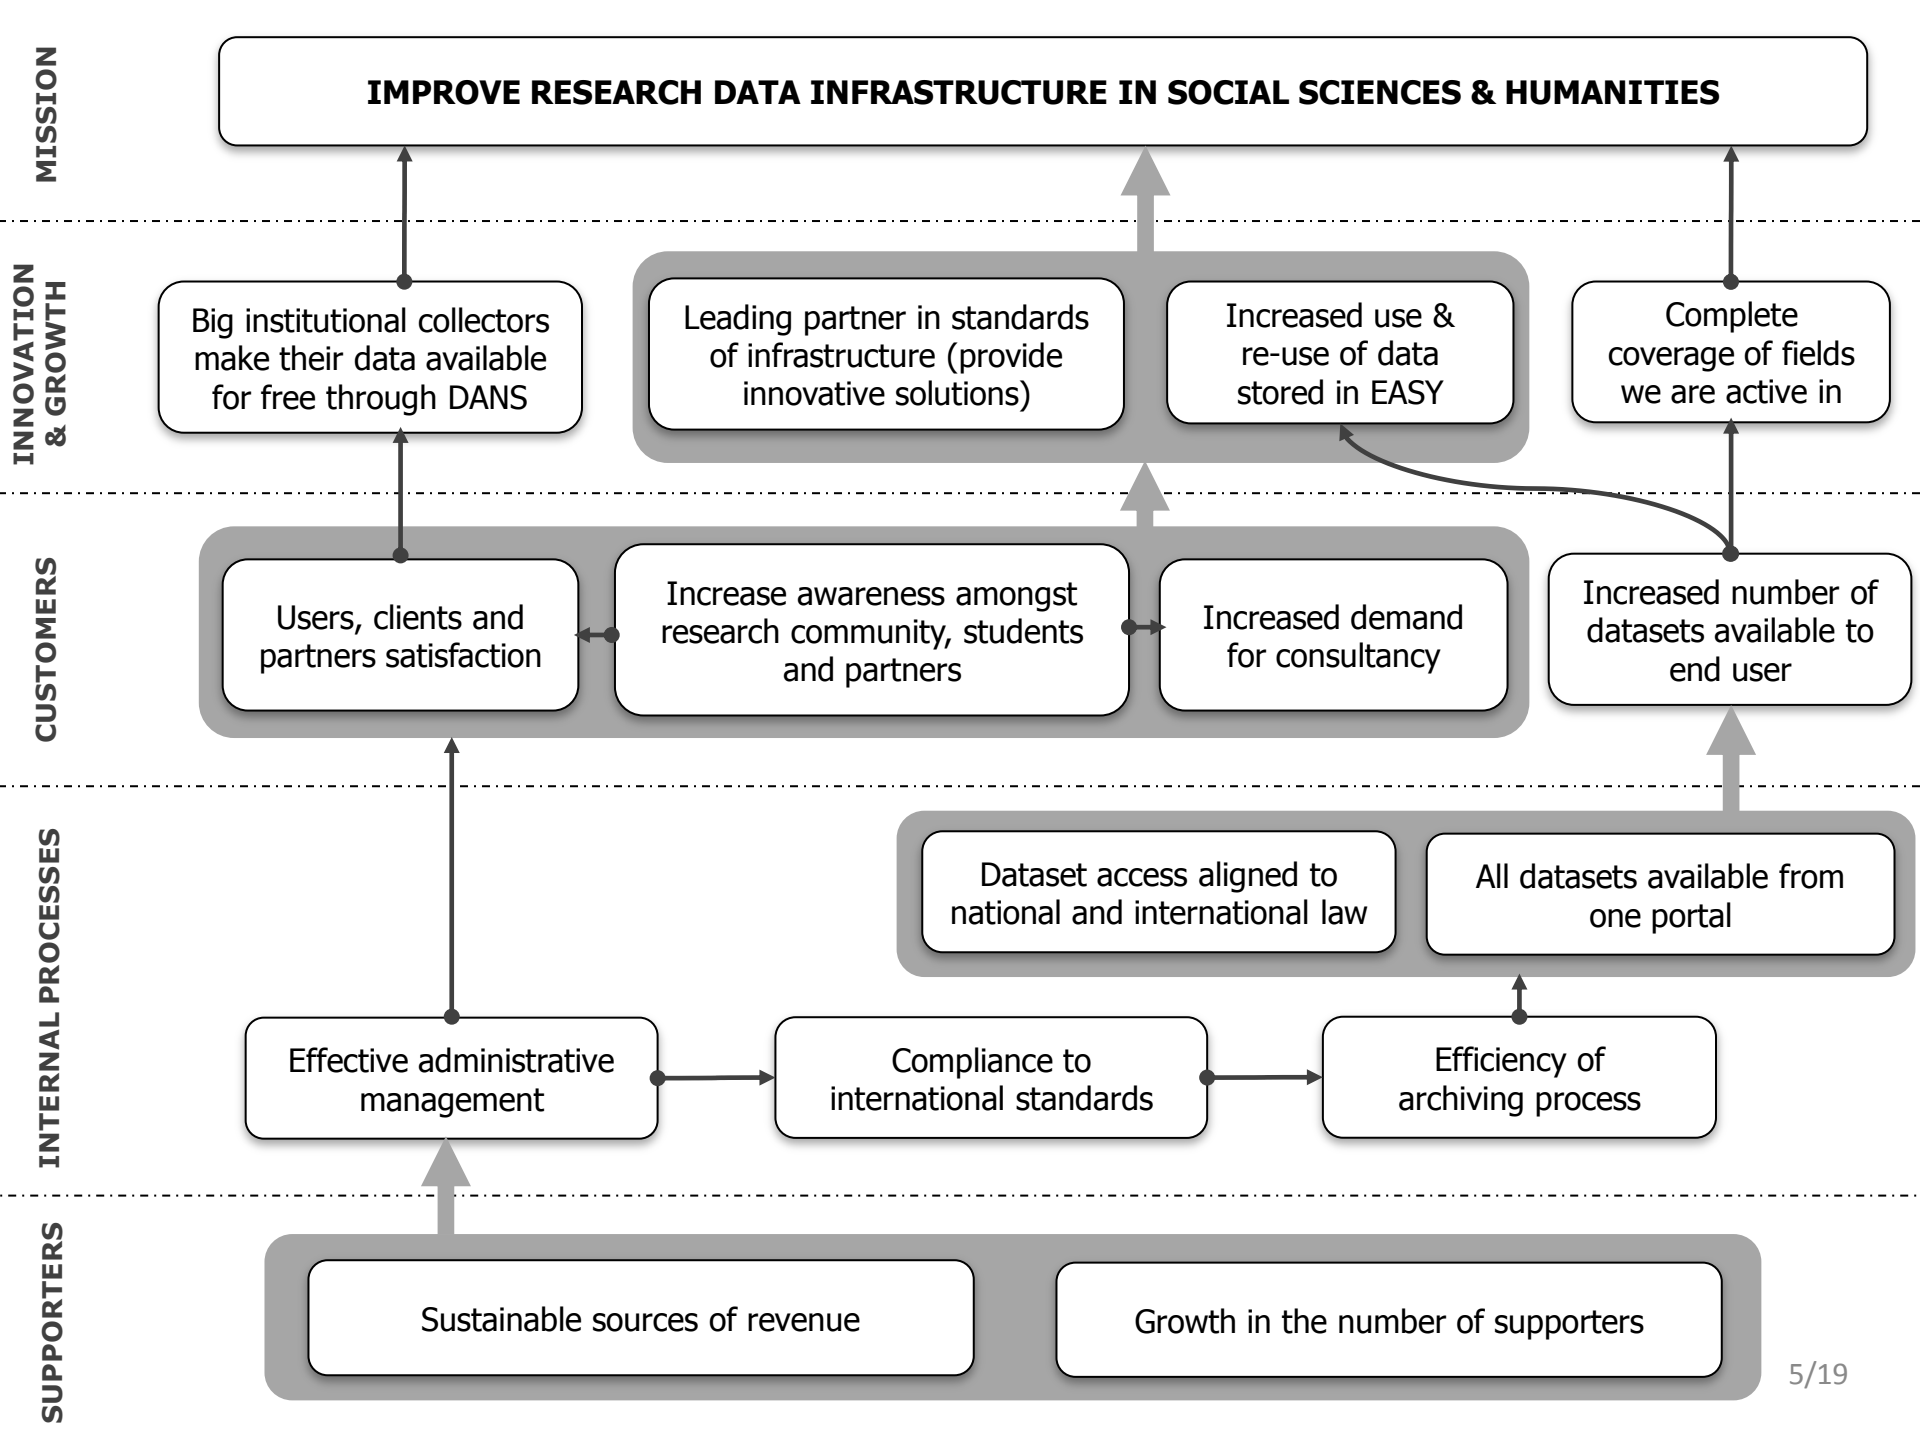 MISSION
IMPROVE RESEARCH DATA INFRASTRUCTURE IN SOCIAL SCIENCES & HUMANITIES
INNOVATION
& GROWTH
Big institutional collectors
make their data available
for free through DANS
Leading partner in standards
of infrastructure (provide
innovative solutions)
Increased use &
re-use of data
stored in EASY
Complete
coverage of fields
we are active in
CUSTOMERS
Users, clients and
partners satisfaction
Increase awareness amongst
research community, students
and partners
Increased demand
for consultancy
Increased number of
datasets available to
end user
INTERNAL PROCESSES
Dataset access aligned to
national and international law
All datasets available from
one portal
Effective administrative
management
Compliance to
international standards
Efficiency of
archiving process
SUPPORTERS
Sustainable sources of revenue
Growth in the number of supporters
5/19